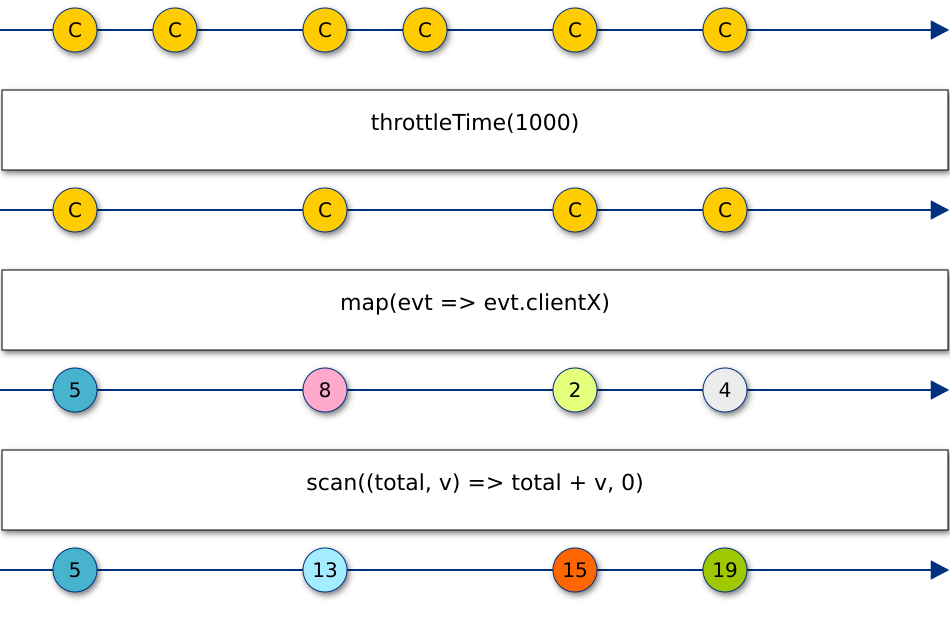 C C C C C C
throttleTime(1000)
C C C C
map(evt => evt.clientX)
5 8 2 4
scan((total, v) => total + v, 0)
5 13 15 19